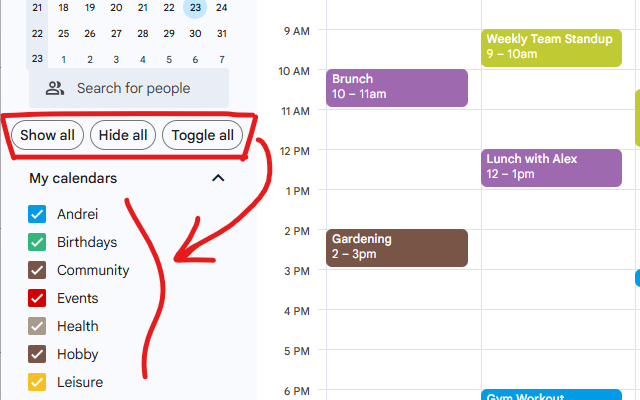 21 18 19 20 21 22 23 24
22 25 26 27 28 29 30 31
23 1 2 3 4 5 6 7
Search for people
Show all Hide all Toggle all
My calendars
Andrei
Birthdays
Community
Events
Health
Hobby
Leisure
9 AM
10 AM
11 AM
12 PM
1 PM
2 PM
3 PM
4 PM
5 PM
6 PM
Brunch
10 – 11am
Gardening
2 – 3pm
Weekly Team Standup
9 – 10am
Lunch with Alex
12 – 1pm
Gym Workout